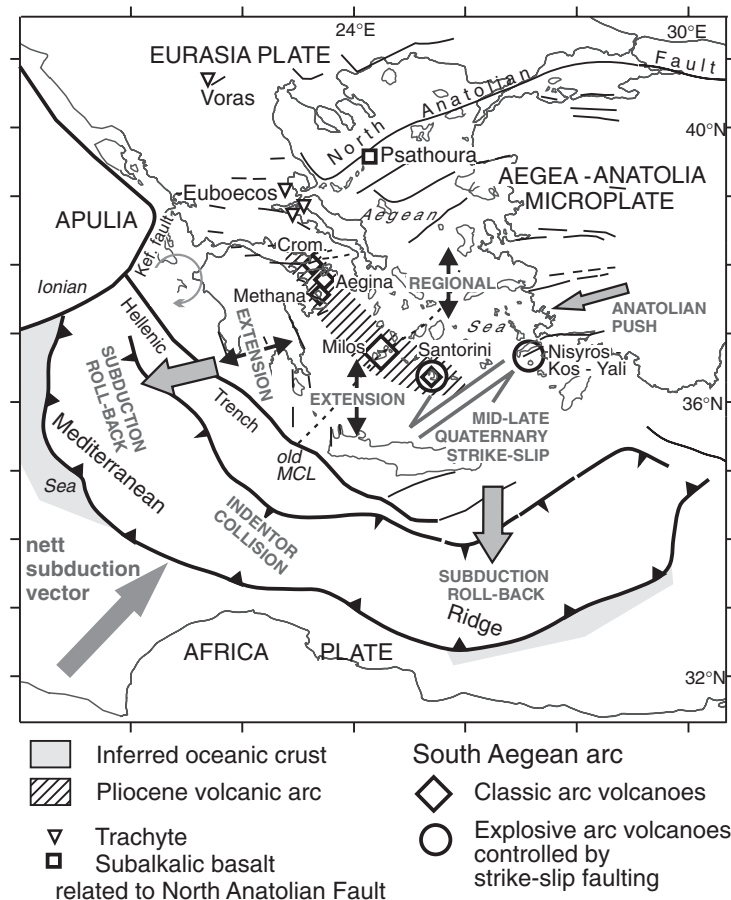 24°E
30°E
EURASIA PLATE
Voras
North Anatolian Fault
40°N
Psathoura
Euboecos
AEGEA - ANATOLIA
MICROPLATE
APULIA
Aegean
Kef. fault
Crom.
Ionian
Aegina
REGIONAL
Methana
ANATOLIAN
PUSH
Hellenic
EXTENSION
Sea
Milos
Santorini
Nisyros
Kos - Yali
SUBDUCTION
ROLL-BACK
EXTENSION
36°N
Trench
MID-LATE
QUATERNARY
STRIKE-SLIP
Mediterranean
old
MCL
Sea
INDENTOR
COLLISION
nett
subduction
vector
SUBDUCTION
ROLL-BACK
Ridge
AFRICA PLATE
32°N
Inferred oceanic crust
Pliocene volcanic arc
Trachyte
Subalkalic basalt
related to North Anatolian Fault
South Aegean arc
Classic arc volcanoes
Explosive arc volcanoes
controlled by
strike-slip faulting